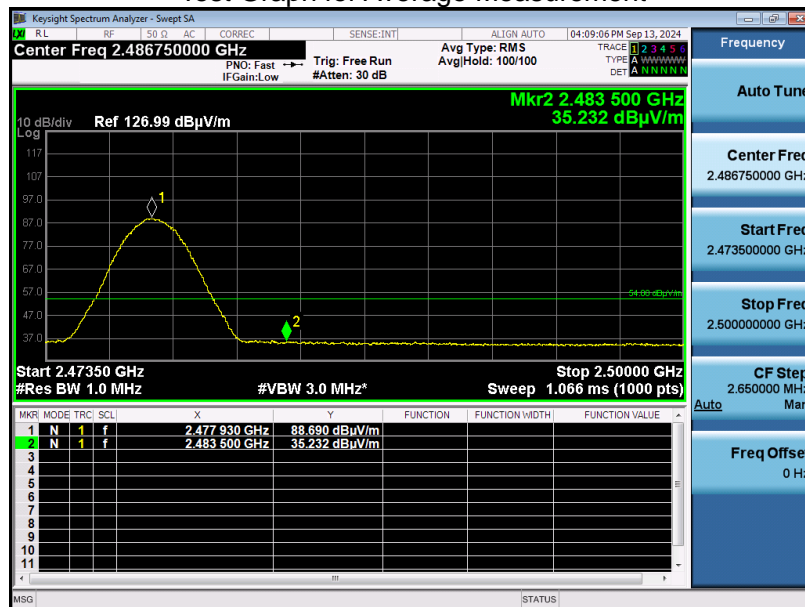 Test Graph for Average Measurement
Keysight Spectrum Analyzer - Swept SA
LXI RL RF 50 Ω AC CORREC SENSE:INT ALIGN AUTO 04:09:06 PM Sep 13, 2024
Center Freq 2.486750000 GHz
PNO: Fast
IFGain:Low
Trig: Free Run
#Atten: 30 dB
Avg Type: RMS
Avg|Hold: 100/100
TRACE 1 2 3 4 5 6
TYPE A WWWWW
DET A N N N N N
Mkr2 2.483 500 GHz
35.232 dBµV/m
10 dB/div Ref 126.99 dBµV/m
Log
117
107
97.0
87.0
77.0
67.0
57.0
47.0
37.0
1
2
54.00 dBµV/m
Start 2.47350 GHz Stop 2.50000 GHz
#Res BW 1.0 MHz #VBW 3.0 MHz* Sweep 1.066 ms (1000 pts)
MKR MODE TRC SCL X Y FUNCTION FUNCTION WIDTH FUNCTION VALUE
1 N 1 f 2.477 930 GHz 88.690 dBµV/m
2 N 1 f 2.483 500 GHz 35.232 dBµV/m
3
4
5
6
7
8
9
10
11
MSG STATUS
Frequency
Auto Tune
Center Freq
2.486750000 GHz
Start Freq
2.473500000 GHz
Stop Freq
2.500000000 GHz
CF Step
2.650000 MHz
Auto Man
Freq Offset
0 Hz